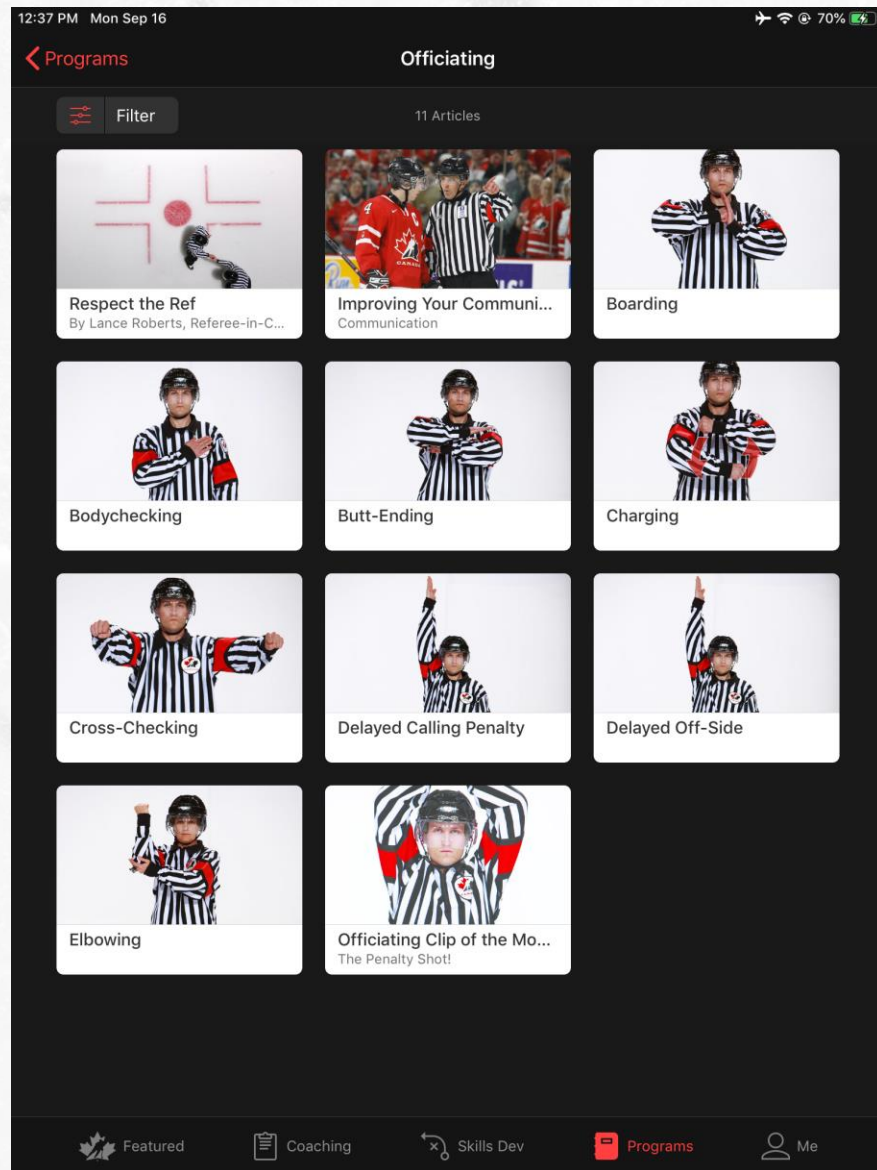 12:37 PM Mon Sep 16
70%
Programs
Officiating
Filter
11 Articles
Respect the Ref
By Lance Roberts, Referee-in-C...
Improving Your Communi...
Communication
Boarding
Bodychecking
Butt-Ending
Charging
Cross-Checking
Delayed Calling Penalty
Delayed Off-Side
Elbowing
Officiating Clip of the Mo...
The Penalty Shot!
Featured
Coaching
Skills Dev
Programs
Me